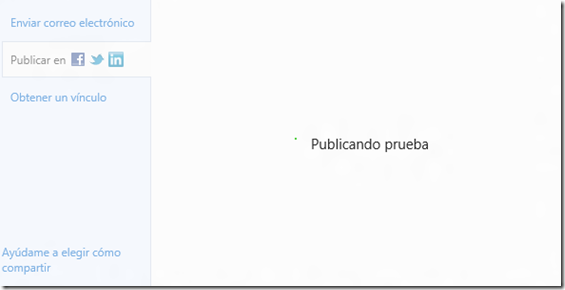 Enviar correo electrónico
Publicar en
Obtener un vínculo
Publicando prueba
Ayúdame a elegir cómo
compartir